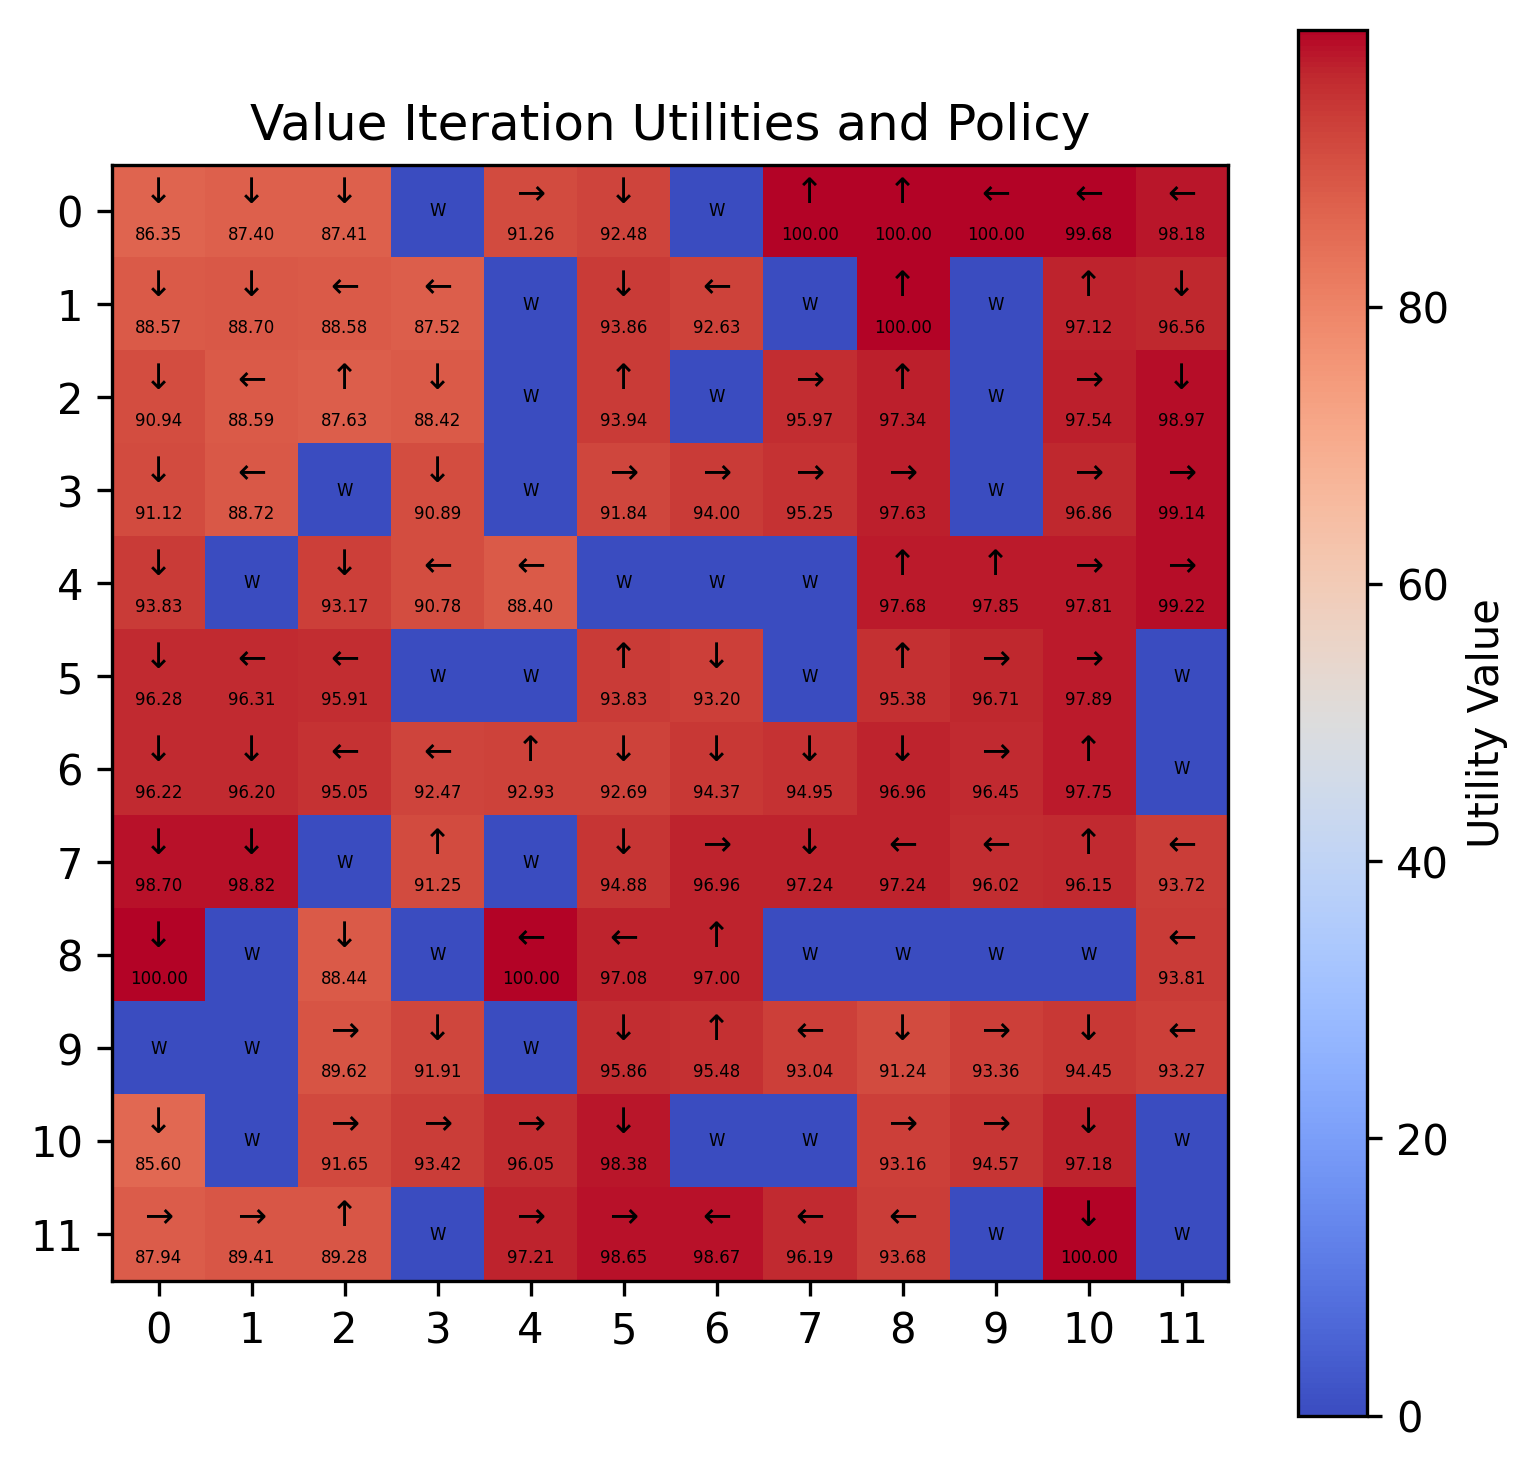 Value Iteration Utilities and Policy
0 ↓ ↓ ↓ W → ↓ W ↑ ↑ ← ← ←
86.35 87.40 87.41 91.26 92.48 100.00 100.00 100.00 99.68 98.18
1 ↓ ↓ ← ← W ↓ ← W ↑ W ↑ ↓
88.57 88.70 88.58 87.52 93.86 92.63 100.00 97.12 96.56
2 ↓ ← ↑ ↓ W ↑ W → ↑ W → ↓
90.94 88.59 87.63 88.42 93.94 95.97 97.34 97.54 98.97
3 ↓ ← W ↓ W → → → → W → →
91.12 88.72 90.89 91.84 94.00 95.25 97.63 96.86 99.14
4 ↓ W ↓ ← ← W W W ↑ ↑ → →
93.83 93.17 90.78 88.40 97.68 97.85 97.81 99.22
5 ↓ ← ← W W ↑ ↓ W ↑ → → W
96.28 96.31 95.91 93.83 93.20 95.38 96.71 97.89
6 ↓ ↓ ← ← ↑ ↓ ↓ ↓ ↓ → ↑ W
96.22 96.20 95.05 92.47 92.93 92.69 94.37 94.95 96.96 96.45 97.75
7 ↓ ↓ W ↑ W ↓ → ↓ ← ← ↑ ←
98.70 98.82 91.25 94.88 96.96 97.24 97.24 96.02 96.15 93.72
8 ↓ W ↓ W ← ← ↑ W W W W ←
100.00 88.44 100.00 97.08 97.00 93.81
9 W W → ↓ W ↓ ↑ ← ↓ → ↓ ←
89.62 91.91 95.86 95.48 93.04 91.24 93.36 94.45 93.27
10 ↓ W → → → ↓ W W → → ↓ W
85.60 91.65 93.42 96.05 98.38 93.16 94.57 97.18
11 → → ↑ W → → ← ← ← W ↓ W
87.94 89.41 89.28 97.21 98.65 98.67 96.19 93.68 100.00
0 1 2 3 4 5 6 7 8 9 10 11
80
60
40
20
0
Utility Value